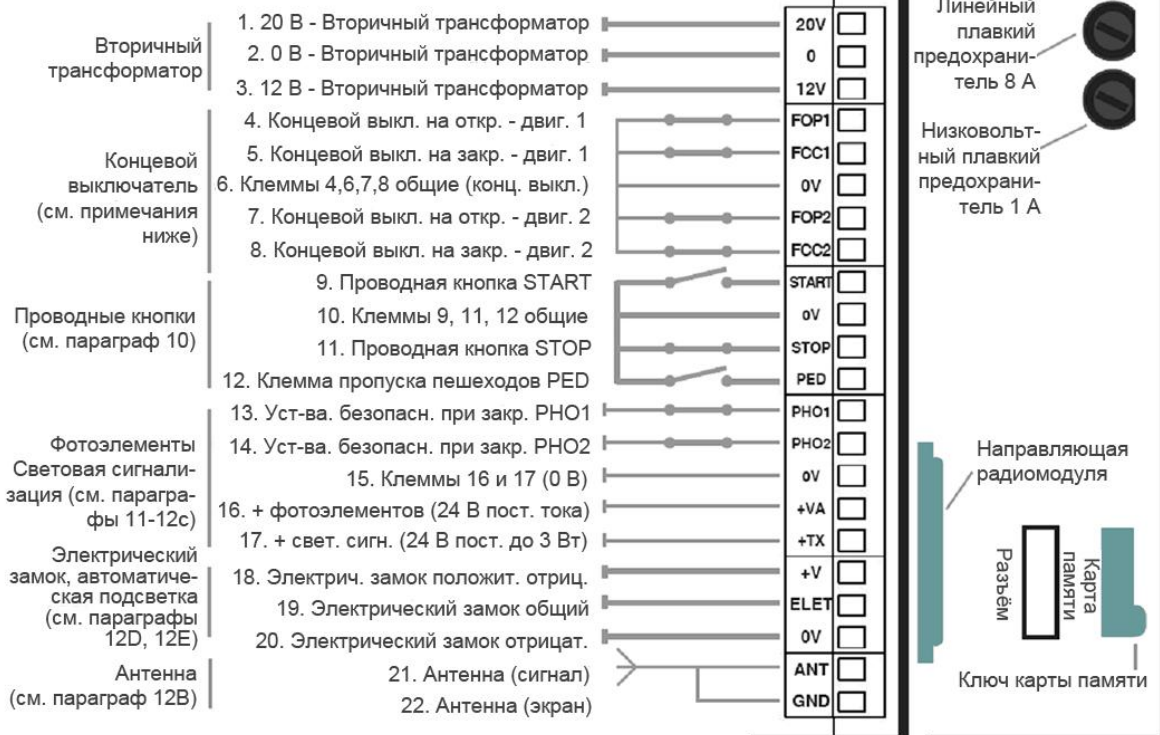 Вторичный
трансформатор
1. 20 В - Вторичный трансформатор
2. 0 В - Вторичный трансформатор
3. 12 В - Вторичный трансформатор
Концевой
выключатель
(см. примечания
ниже)
4. Концевой выкл. на откр. - двиг. 1
5. Концевой выкл. на закр. - двиг. 1
6. Клеммы 4,6,7,8 общие (конц. выкл.)
7. Концевой выкл. на откр. - двиг. 2
8. Концевой выкл. на закр. - двиг. 2
Проводные кнопки
(см. параграф 10)
9. Проводная кнопка START
10. Клеммы 9, 11, 12 общие
11. Проводная кнопка STOP
12. Клемма пропуска пешеходов PED
Фотоэлементы
Световая сигнали-
зация (см. парагра-
фы 11-12с)
13. Уст-ва. безопасн. при закр. PHO1
14. Уст-ва. безопасн. при закр. PHO2
15. Клеммы 16 и 17 (0 В)
16. + фотоэлементов (24 В пост. тока)
17. + свет. сигн. (24 В пост. до 3 Вт)
Электрический
замок, автоматиче-
ская подсветка
(см. параграфы
12D, 12E)
18. Электрич. замок положит. отриц.
19. Электрический замок общий
20. Электрический замок отрицат.
Антенна
(см. параграф 12B)
21. Антенна (сигнал)
22. Антенна (экран)
20V
0
12V
FOP1
FCC1
0V
FOP2
FCC2
START
0V
STOP
PED
PHO1
PHO2
0V
+VA
+TX
+V
ELET
0V
ANT
GND
Линейный
плавкий
предохрани-
тель 8 А
Низковольт-
ный плавкий
предохрани-
тель 1 А
Направляющая
радиомодуля
Разъём
Карта
памяти
Ключ карты памяти